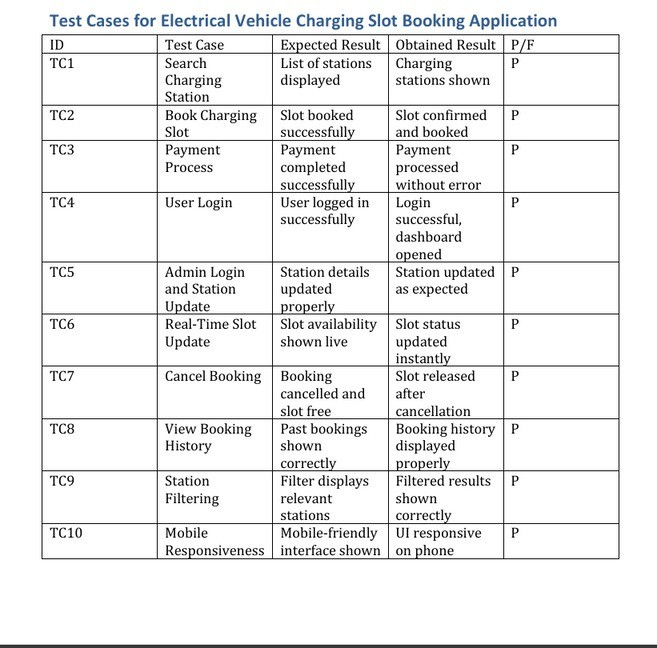 Test Cases for Electrical Vehicle Charging Slot Booking Application
ID Test Case Expected Result Obtained Result P/F
TC1 Search List of stations Charging P
Charging displayed stations shown
Station
TC2 Book Charging Slot booked Slot confirmed P
Slot successfully and booked
TC3 Payment Payment Payment P
Process completed processed
successfully without error
TC4 User Login User logged in Login P
successfully successful,
dashboard
opened
TC5 Admin Login Station details Station updated P
and Station updated as expected
Update properly
TC6 Real-Time Slot Slot availability Slot status P
Update shown live updated
instantly
TC7 Cancel Booking Booking Slot released P
cancelled and after
slot free cancellation
TC8 View Booking Past bookings Booking history P
History shown displayed
correctly properly
TC9 Station Filter displays Filtered results P
Filtering relevant shown
stations correctly
TC10 Mobile Mobile-friendly UI responsive P
Responsiveness interface shown on phone